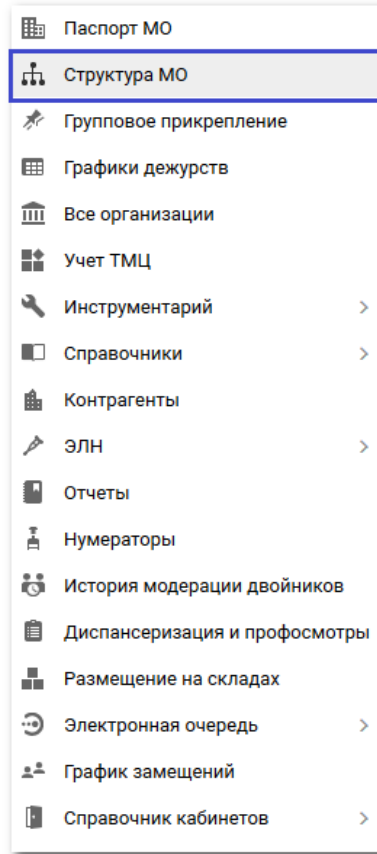 Паспорт МО
Структура МО
Групповое прикрепление
Графики дежурств
Все организации
Учет ТМЦ
Инструментарий
Справочники
Контрагенты
ЭЛН
Отчеты
Нумераторы
История модерации двойников
Диспансеризация и профосмотры
Размещение на складах
Электронная очередь
График замещений
Справочник кабинетов